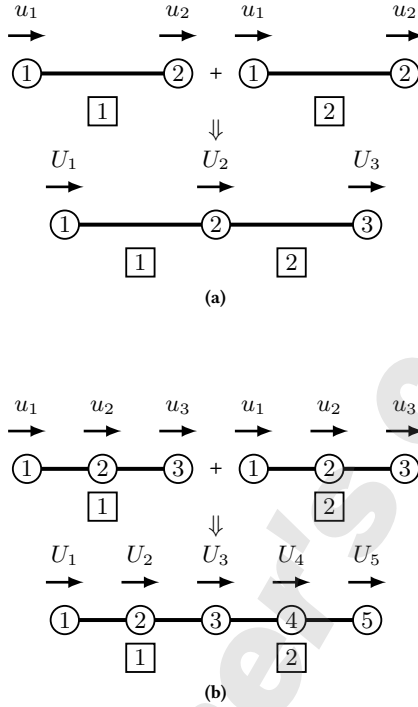 u₁ u₂ u₁ u₂
1 2 + 1 2
1 2
⇓
U₁ U₂ U₃
1 2 3
1 2
(a)
u₁ u₂ u₃ u₁ u₂ u₃
1 2 3 + 1 2 3
1 2
⇓
U₁ U₂ U₃ U₄ U₅
1 2 3 4 5
1 2
(b)
er's